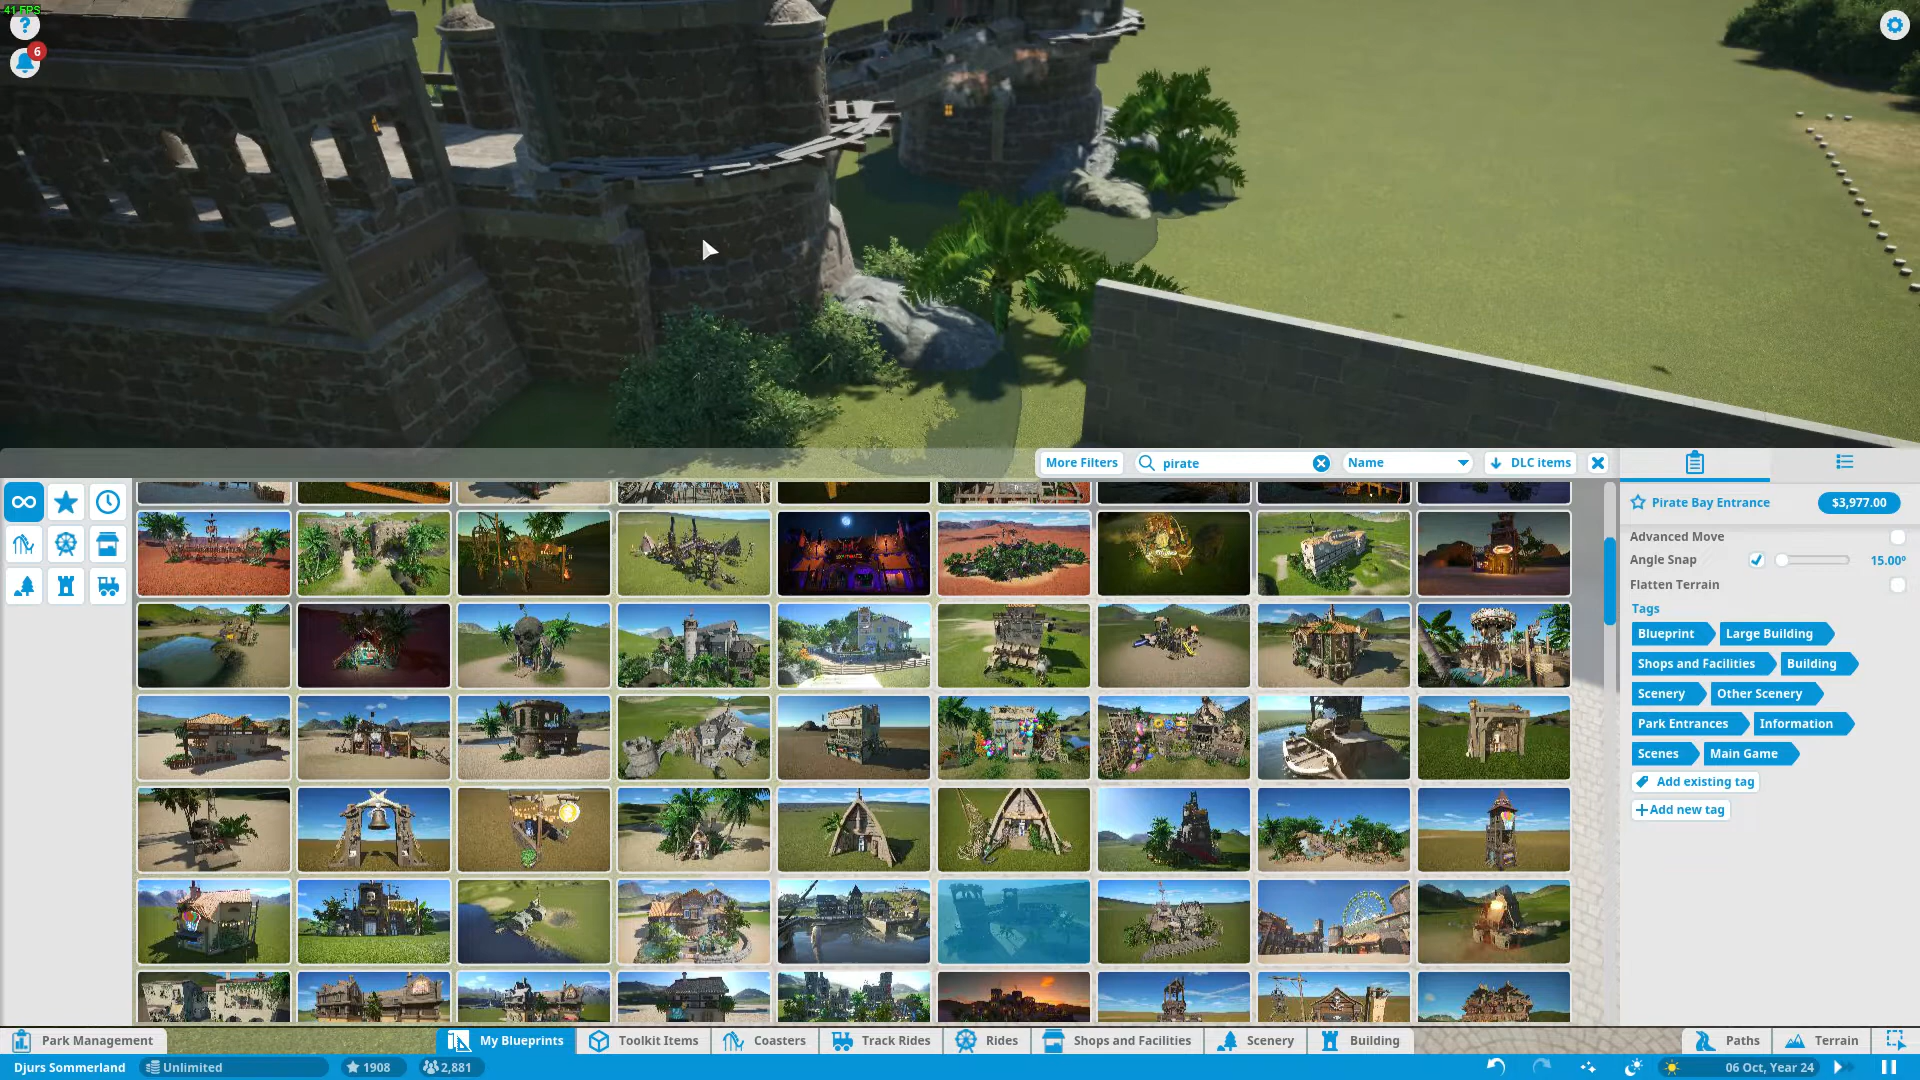 41 FPS
?
6
More Filters
pirate
Name
DLC items
Pirate Bay Entrance
$3,977.00
Advanced Move
Angle Snap
15.00°
Flatten Terrain
Tags
Blueprint
Large Building
Shops and Facilities
Building
Scenery
Other Scenery
Park Entrances
Information
Scenes
Main Game
Add existing tag
+Add new tag
Park Management
My Blueprints
Toolkit Items
Coasters
Track Rides
Rides
Shops and Facilities
Scenery
Building
Paths
Terrain
Djurs Sommerland
Unlimited
1908
2,881
06 Oct, Year 24